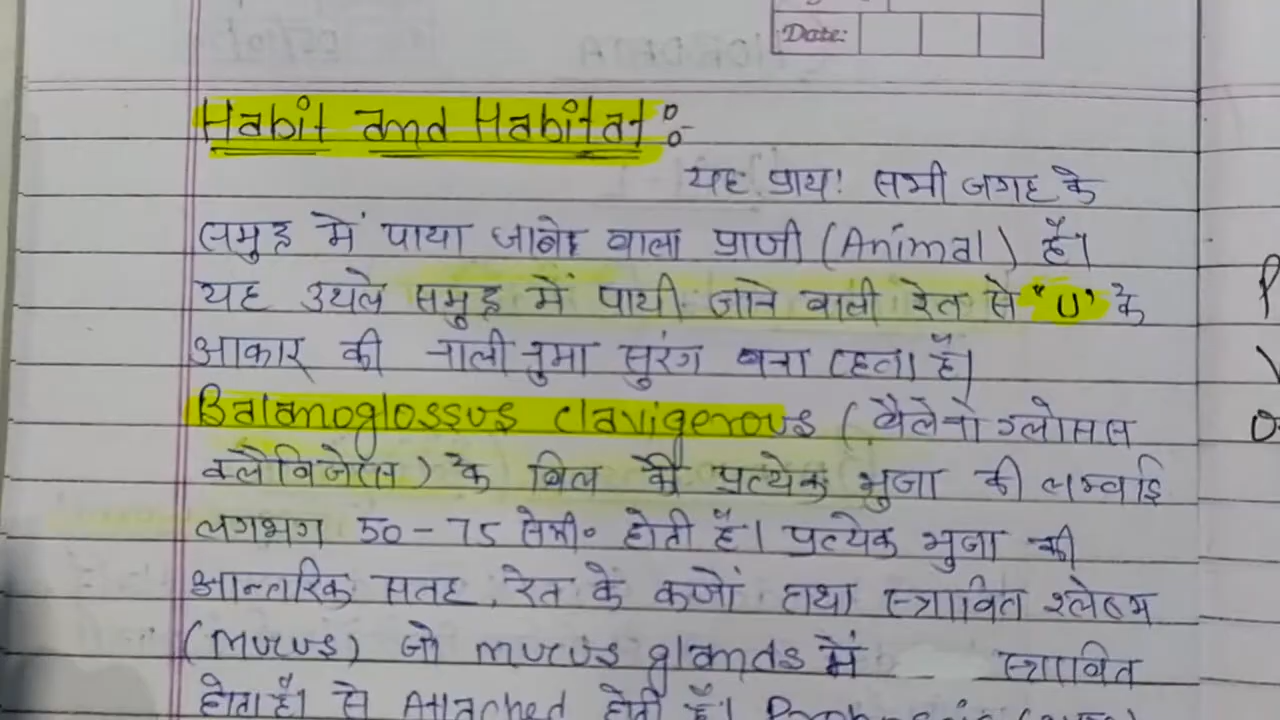 Date:
Habit and Habitat :-
यह प्रायः सभी जगह के
समुद्र में पाया जाने वाला प्राणी (Animal) है।
यह उथले समुद्र में पायी जाने वाली रेत से "U" के
आकार की नालीनुमा सुरंग बना रहता है।
Balanoglossus clavigerous (बैलेनोग्लोसस
क्लैविजेरस) के बिल की प्रत्येक भुजा की लम्बाई
लगभग 50-75 सेमी० होती है। प्रत्येक भुजा की
आन्तरिक सतह, रेत के कणों तथा स्त्रावित श्लेष्म
(Mucus) जो mucus glands में स्त्रावित
होता है। से Attached होती है।